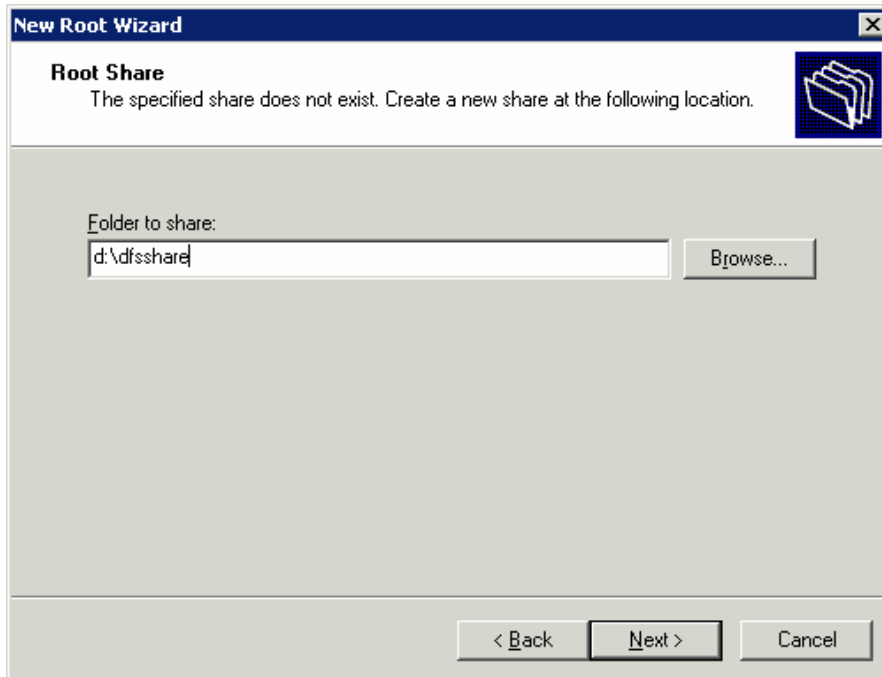 New Root Wizard
Root Share
The specified share does not exist. Create a new share at the following location.
Folder to share:
d:\dfsshare
Browse...
< Back
Next >
Cancel